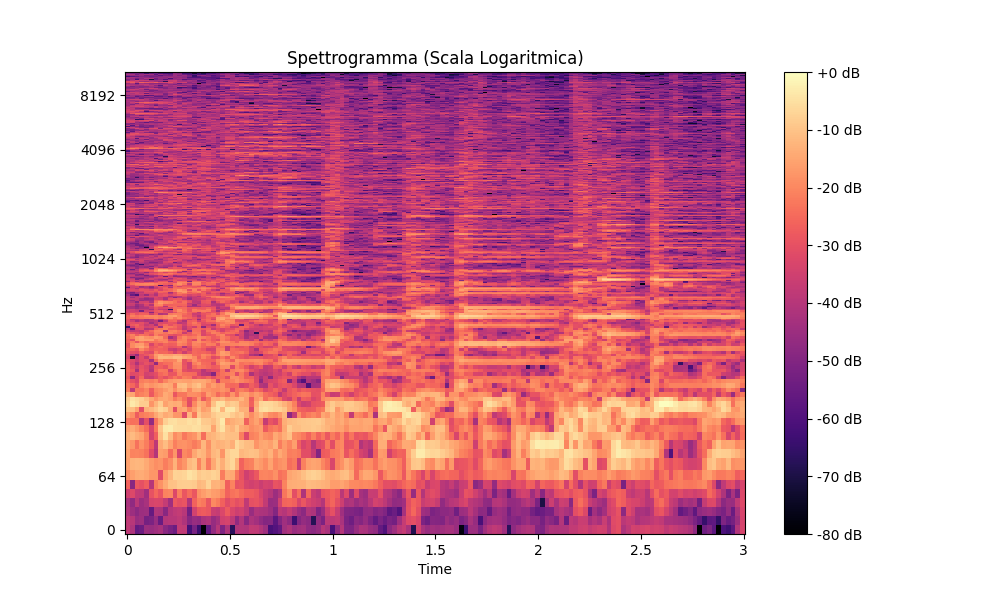 Spettrogramma (Scala Logaritmica)
Hz
8192
4096
2048
1024
512
256
128
64
0
0
0.5
1
1.5
2
2.5
3
Time
+0 dB
-10 dB
-20 dB
-30 dB
-40 dB
-50 dB
-60 dB
-70 dB
-80 dB